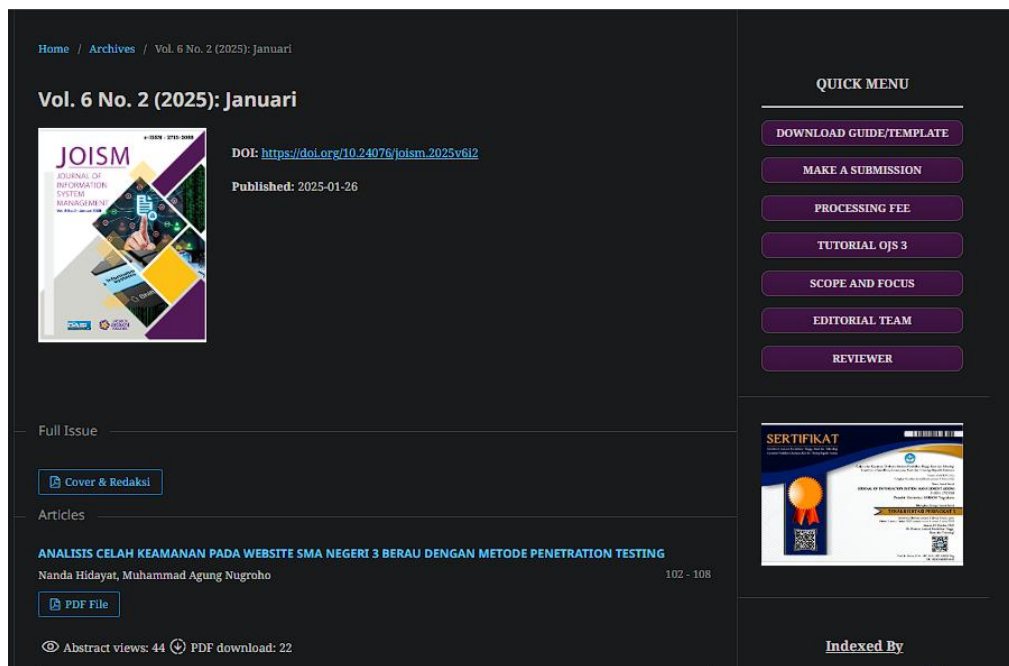 Home / Archives / Vol. 6 No. 2 (2025): Januari
Vol. 6 No. 2 (2025): Januari
JOISM
JOURNAL OF
INFORMATION
SYSTEM
MANAGEMENT
DOI: https://doi.org/10.24076/joism.2025v6i2
Published: 2025-01-26
Full Issue
Cover & Redaksi
Articles
ANALISIS CELAH KEAMANAN PADA WEBSITE SMA NEGERI 3 BERAU DENGAN METODE PENETRATION TESTING
Nanda Hidayat, Muhammad Agung Nugroho 102 - 108
PDF File
Abstract views: 44 PDF download: 22
QUICK MENU
DOWNLOAD GUIDE/TEMPLATE
MAKE A SUBMISSION
PROCESSING FEE
TUTORIAL OJS 3
SCOPE AND FOCUS
EDITORIAL TEAM
REVIEWER
SERTIFIKAT
Indexed By